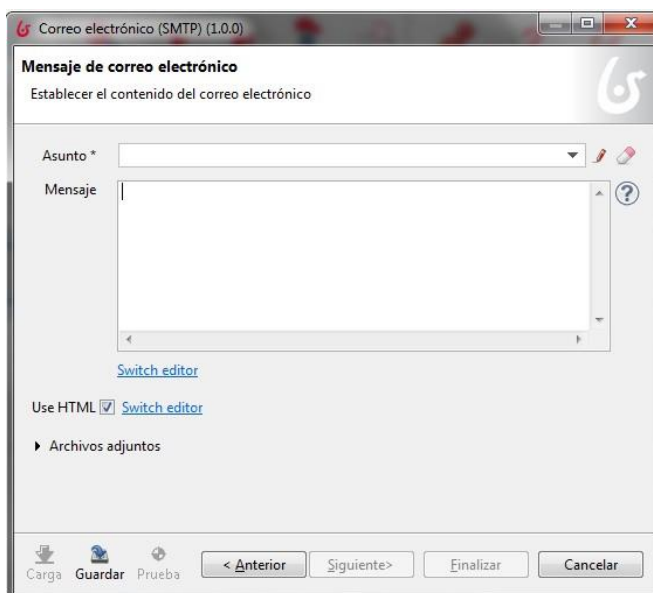 Correo electrónico (SMTP) (1.0.0)
Mensaje de correo electrónico
Establecer el contenido del correo electrónico
Asunto *
Mensaje
Switch editor
Use HTML Switch editor
Archivos adjuntos
Carga Guardar Prueba < Anterior Siguiente> Finalizar Cancelar